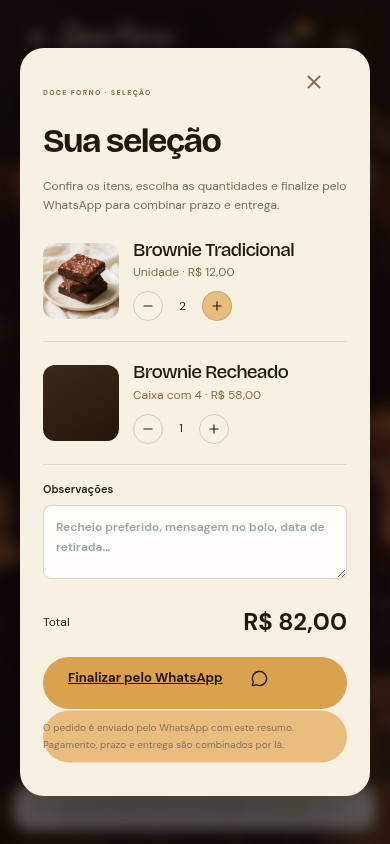 DOCE FORNO · SELEÇÃO
Sua seleção
Confira os itens, escolha as quantidades e finalize pelo
WhatsApp para combinar prazo e entrega.
Brownie Tradicional
Unidade · R$ 12,00
2
Brownie Recheado
Caixa com 4 · R$ 58,00
1
Observações
Recheio preferido, mensagem no bolo, data de
retirada...
Total
R$ 82,00
Finalizar pelo WhatsApp
O pedido é enviado pelo WhatsApp com este resumo.
Pagamento, prazo e entrega são combinados por lá.